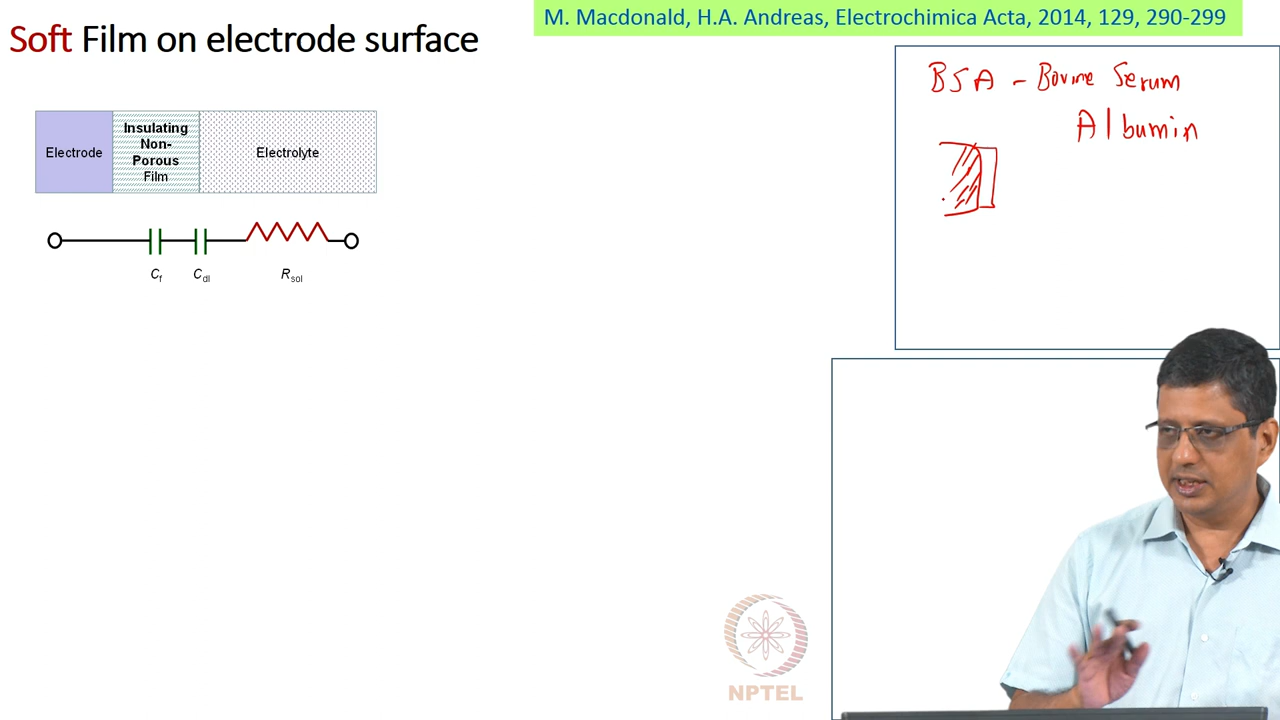 Soft Film on electrode surface
M. Macdonald, H.A. Andreas, Electrochimica Acta, 2014, 129, 290-299
BSA - Bovine Serum
Albumin
Electrode
Insulating
Non-
Porous
Film
Electrolyte
Cf
Cdl
Rsol
NPTEL